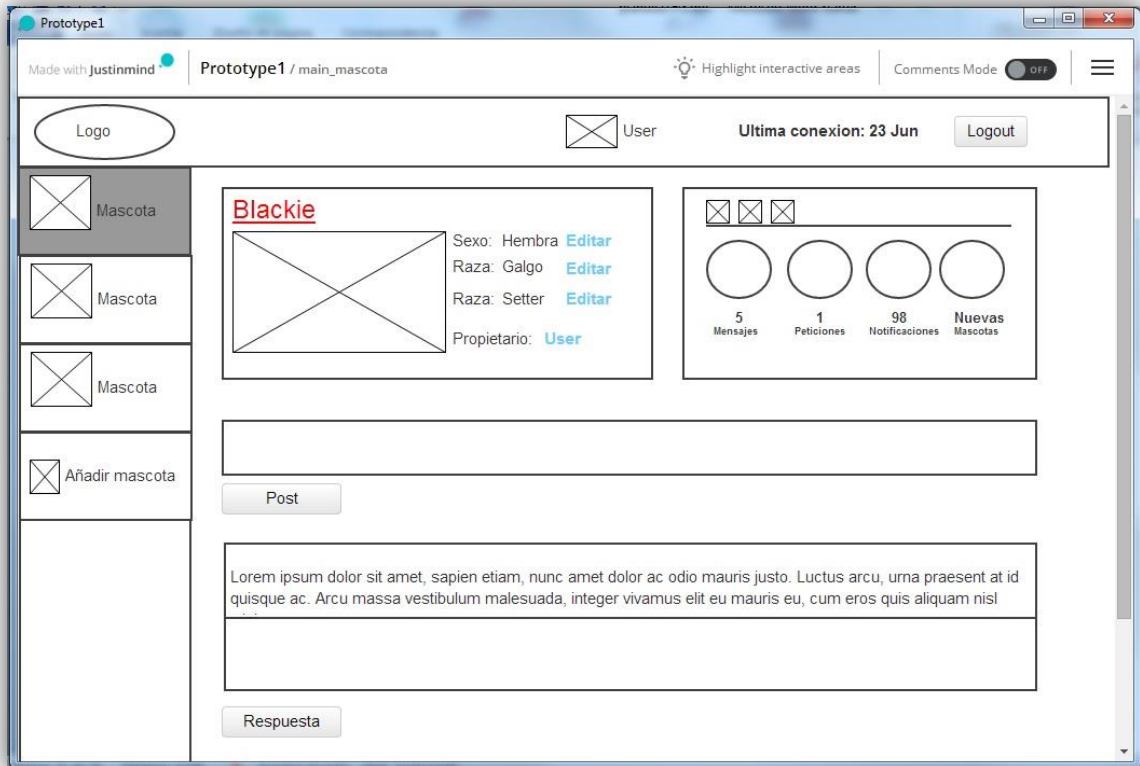 Prototype1
Made with Justinmind
Prototype1 / main_mascota
Highlight interactive areas
Comments Mode
OFF
Logo
User
Ultima conexion: 23 Jun
Logout
Mascota
Mascota
Mascota
Añadir mascota
Blackie
Sexo: Hembra Editar
Raza: Galgo Editar
Raza: Setter Editar
Propietario: User
5
Mensajes
1
Peticiones
98
Notificaciones
Nuevas
Mascotas
Post
Lorem ipsum dolor sit amet, sapien etiam, nunc amet dolor ac odio mauris justo. Luctus arcu, urna praesent at id
quisque ac. Arcu massa vestibulum malesuada, integer vivamus elit eu mauris eu, cum eros quis aliquam nisl
Respuesta